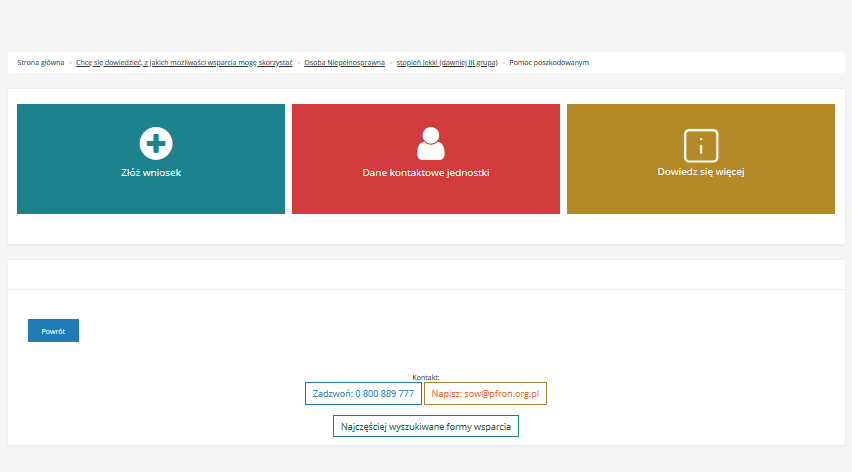 Strona główna » Chcę się dowiedzieć, z jakich możliwości wsparcia mogę skorzystać » Osoba Niepełnosprawna » stopień lekki (dawniej III grupa) » Pomoc poszkodowanym
Złóż wniosek
Dane kontaktowe jednostki
Dowiedz się więcej
Powrót
Kontakt:
Zadzwoń: 0 800 889 777
Napisz: sow@pfron.org.pl
Najczęściej wyszukiwane formy wsparcia